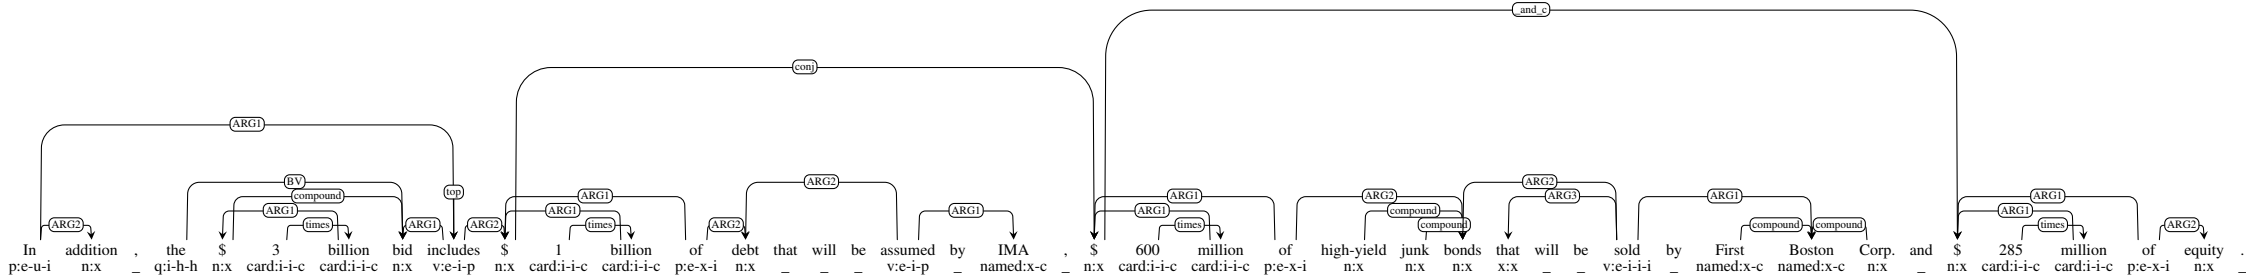 _and_c
conj
ARG1
BV ARG2 ARG2
top compound ARG1 ARG1 ARG3 ARG1 ARG1
ARG1 ARG1 ARG1 ARG1 compound ARG1
ARG2 times ARG1 ARG2 times ARG2 times compound compound compound times ARG2
In addition , the $ 3 billion bid includes $ 1 billion of debt that will be assumed by IMA , $ 600 million of high-yield junk bonds that will be sold by First Boston Corp. and $ 285 million of equity .
p:e-u-i n:x _ q:i-h-h n:x card:i-i-c card:i-i-c n:x v:e-i-p n:x card:i-i-c card:i-i-c p:e-x-i n:x _ _ _ v:e-i-p _ named:x-c _ n:x card:i-i-c card:i-i-c p:e-x-i n:x n:x n:x x:x _ _ v:e-i-i-i _ named:x-c named:x-c n:x _ n:x card:i-i-c card:i-i-c p:e-x-i n:x _